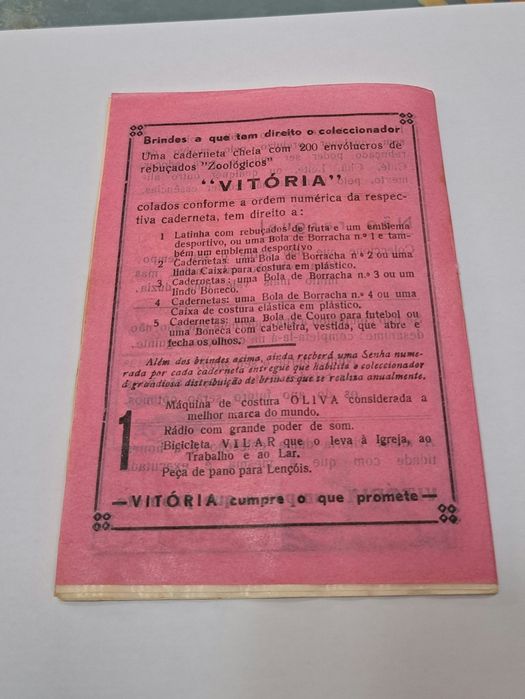 Brindes a que tem direito o coleccionador
Uma caderneta cheia com 200 envólucros de
rebuçados "Zoológicos"
"VITÓRIA"
colados conforme a ordem numérica da respec-
tiva caderneta, tem direito a:
1 Latinha com rebuçados de fruta e um emblema
desportivo, ou uma Bola de Borracha n.º 1 e tam-
bém um emblema desportivo
2 Cadernetas: uma Bola de Borracha n.º 2 ou uma
linda Caixa para costura em plástico.
3 Cadernetas: uma Bola de Borracha n.º 3 ou um
lindo Boneco.
4 Cadernetas: uma Bola de Borracha n.º 4 ou uma
Caixa de costura elástica em plástico.
5 Cadernetas: uma Bola de Couro para futebol ou
uma Boneca com cabeleira, vestida, que abre e
fecha os olhos.
Além dos brindes acima, ainda receberá uma Senha nume-
rada por cada caderneta entregue que habilita o coleccionador
á grandiosa distribuição de brindes que se realisa anualmente.
1 Máquina de costura OLIVA considerada a
melhor marca do mundo.
Rádio com grande poder de som.
Bicicleta VILAR que o leva à Igreja, ao
Trabalho e ao Lar.
Peça de pano para Lençóis.
—VITÓRIA cumpre o que promete—